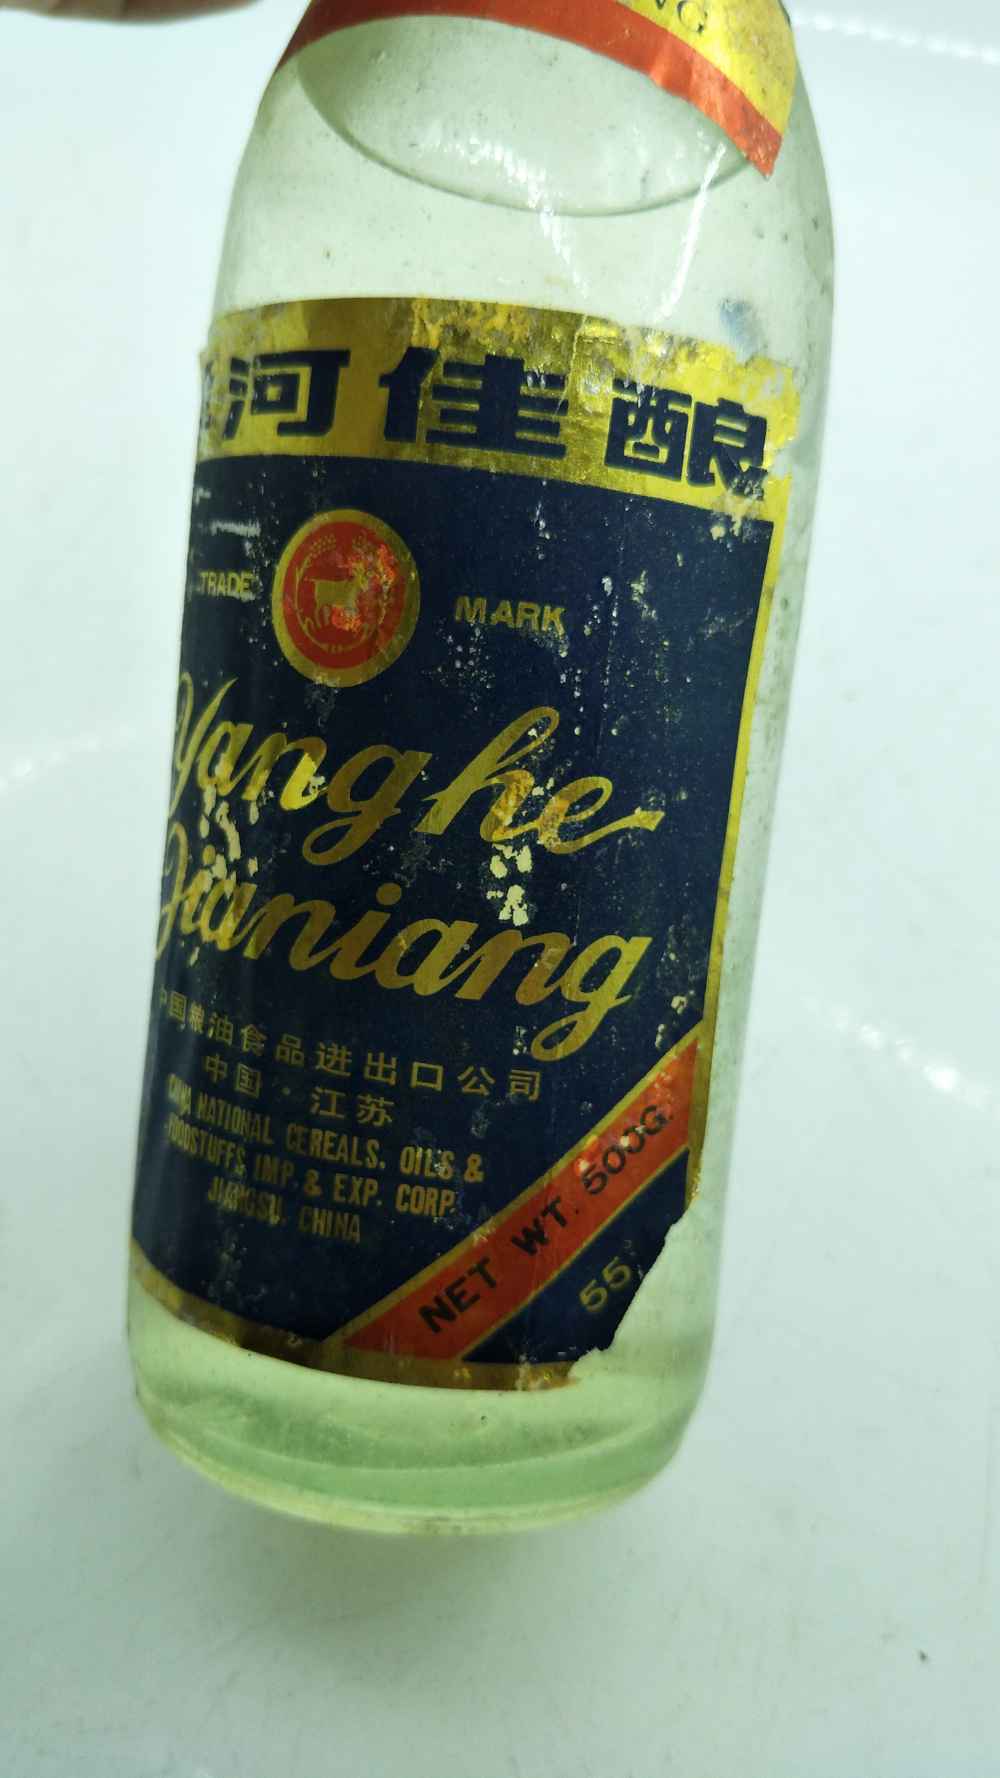 河佳酿
TRADE MARK
Yanghe
Jianiang
中国粮油食品进出口公司
中国·江苏
CHINA NATIONAL CEREALS, OILS &
FOODSTUFFS IMP. & EXP. CORP.
JIANGSU, CHINA
NET WT. 500G.
55